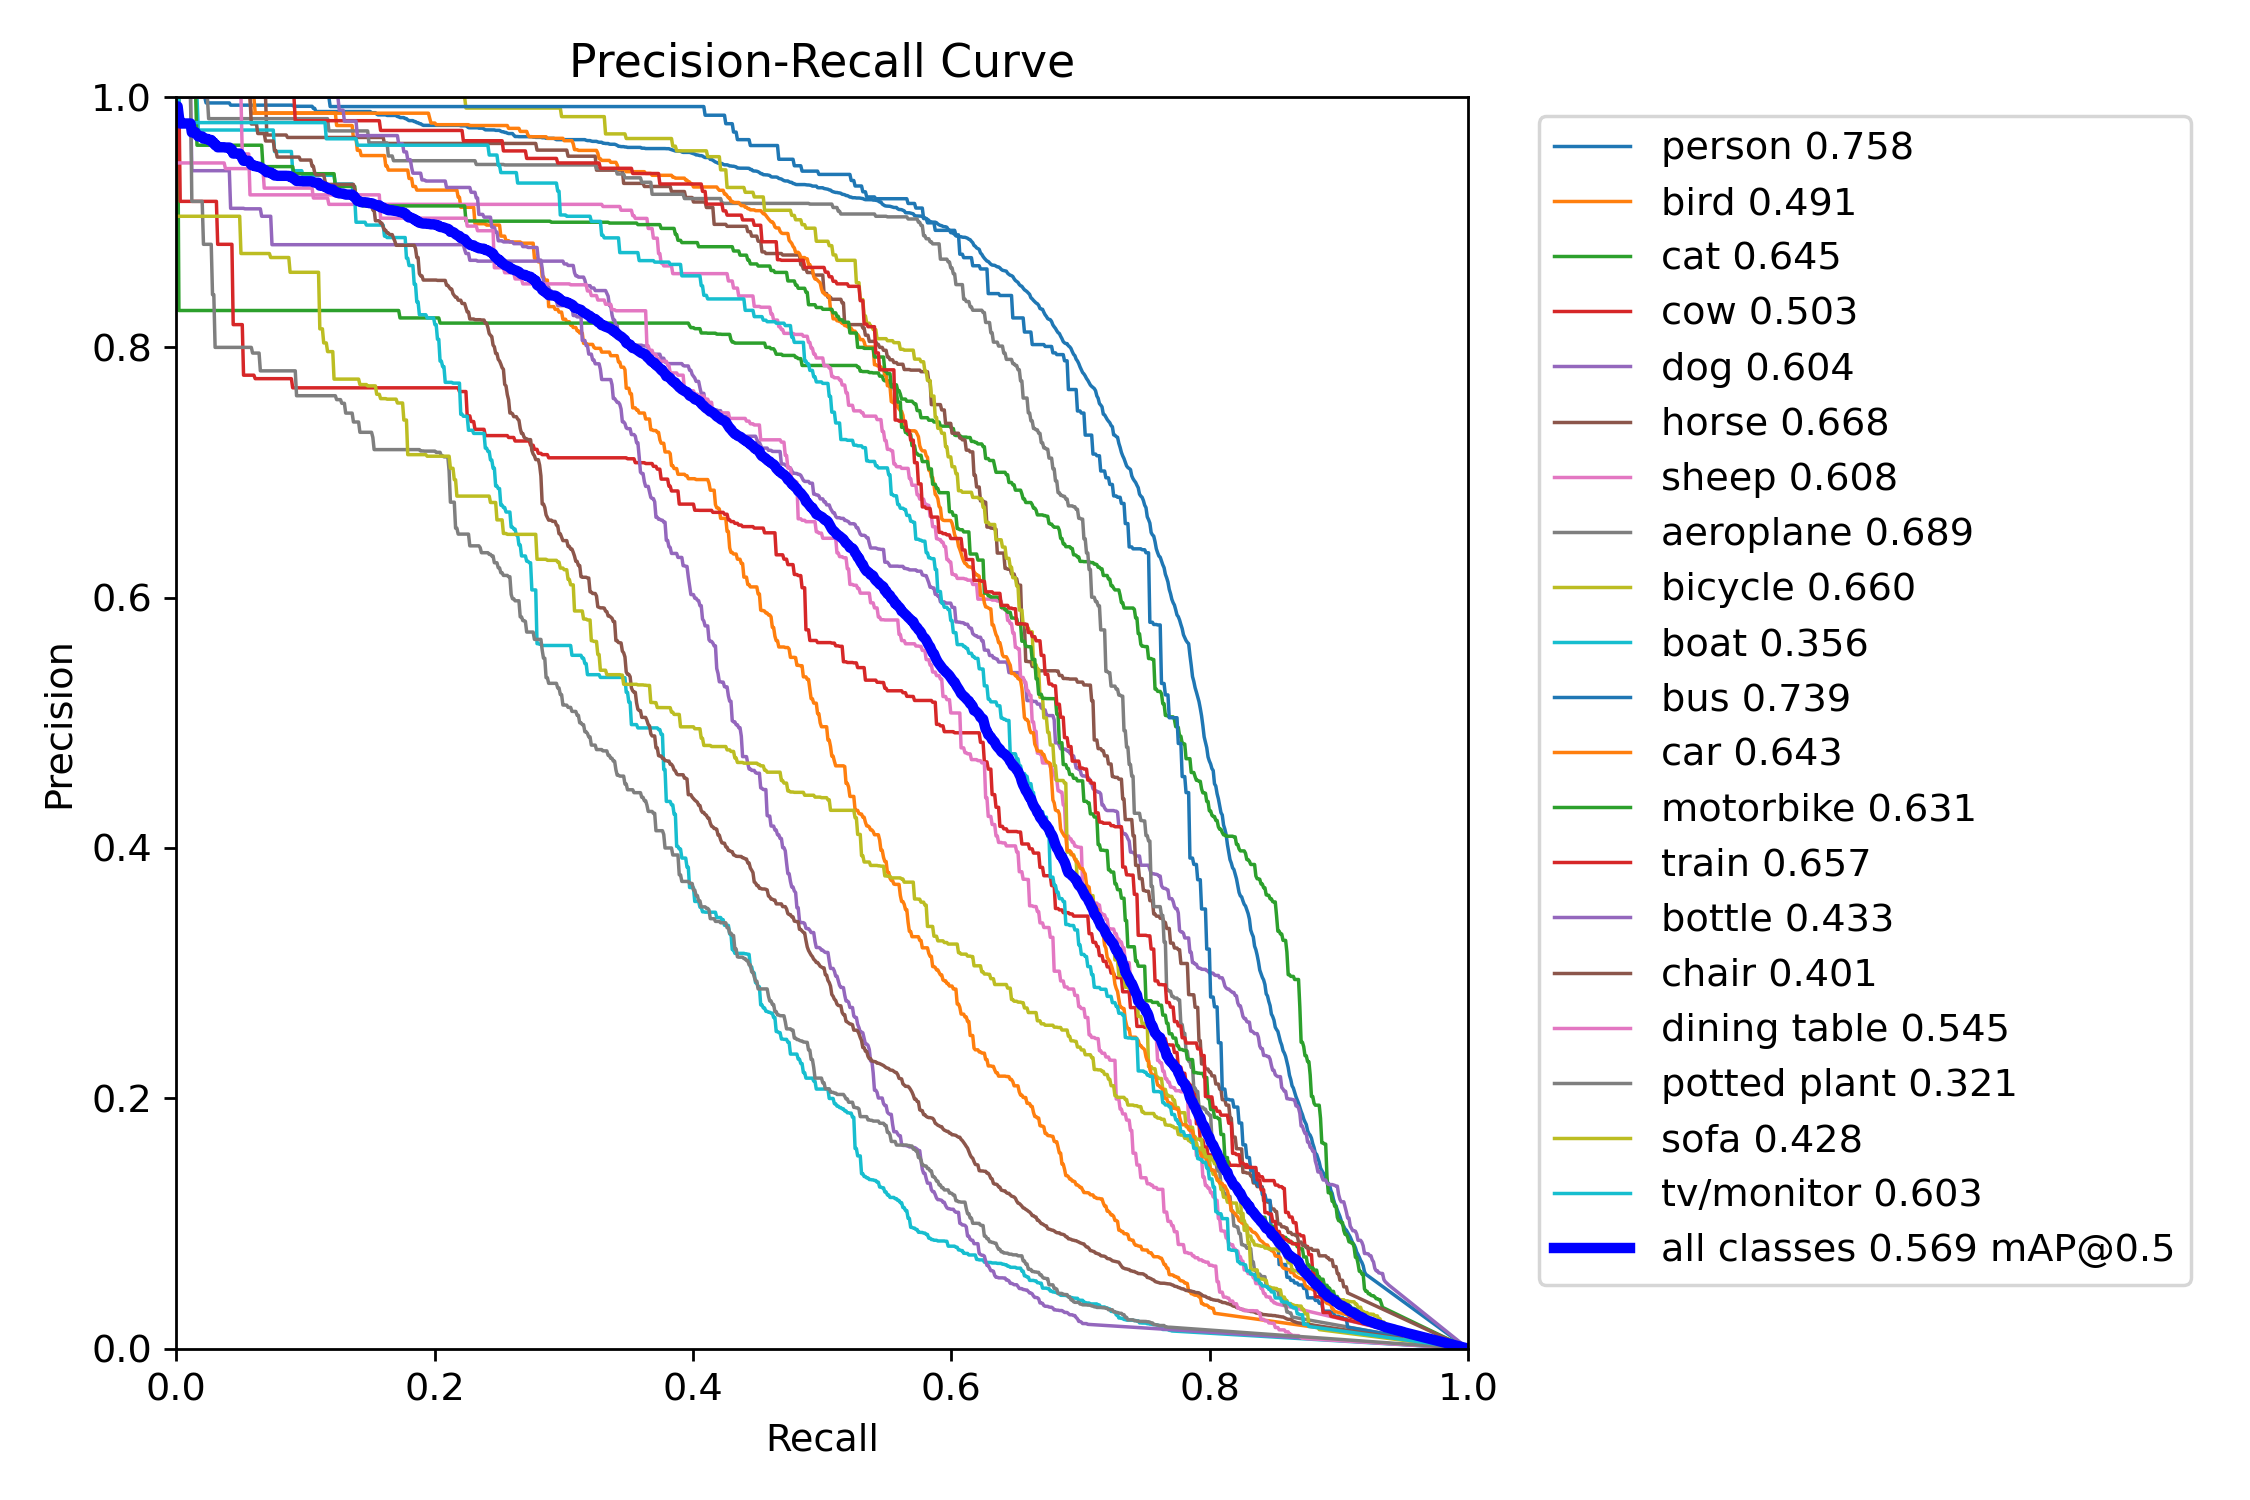 Precision-Recall Curve
1.0
0.8
0.6
0.4
0.2
0.0
Precision
0.0 0.2 0.4 0.6 0.8 1.0
Recall
person 0.758
bird 0.491
cat 0.645
cow 0.503
dog 0.604
horse 0.668
sheep 0.608
aeroplane 0.689
bicycle 0.660
boat 0.356
bus 0.739
car 0.643
motorbike 0.631
train 0.657
bottle 0.433
chair 0.401
dining table 0.545
potted plant 0.321
sofa 0.428
tv/monitor 0.603
all classes 0.569 mAP@0.5